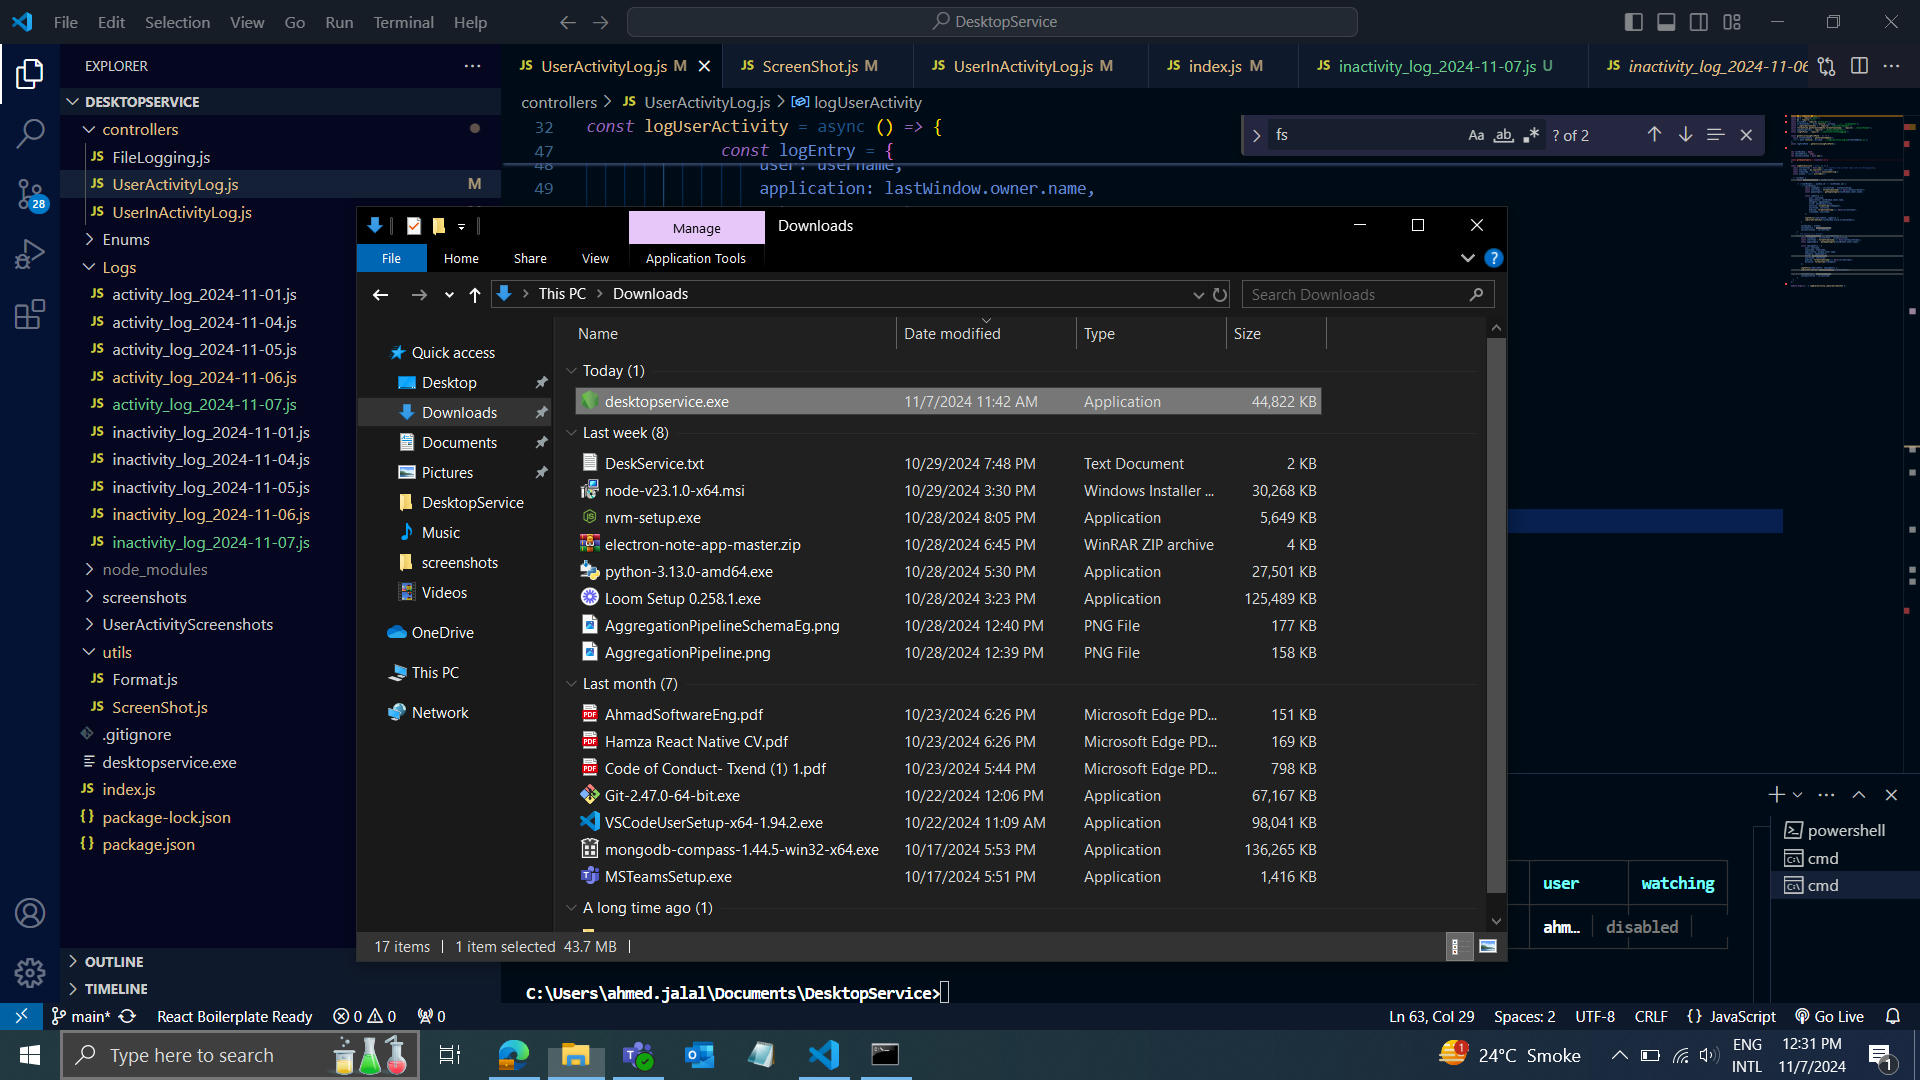 File Edit Selection View Go Run Terminal Help
DesktopService
EXPLORER
DESKTOPSERVICE
controllers
JS FileLogging.js
JS UserActivityLog.js M
JS UserInActivityLog.js
Enums
Logs
JS activity_log_2024-11-01.js
JS activity_log_2024-11-04.js
JS activity_log_2024-11-05.js
JS activity_log_2024-11-06.js
JS activity_log_2024-11-07.js
JS inactivity_log_2024-11-01.js
JS inactivity_log_2024-11-04.js
JS inactivity_log_2024-11-05.js
JS inactivity_log_2024-11-06.js
JS inactivity_log_2024-11-07.js
node_modules
screenshots
UserActivityScreenshots
utils
JS Format.js
JS ScreenShot.js
.gitignore
desktopservice.exe
JS index.js
{} package-lock.json
{} package.json
OUTLINE
TIMELINE
28
JS UserActivityLog.js M
JS ScreenShot.js M
JS UserInActivityLog.js M
JS index.js M
JS inactivity_log_2024-11-07.js U
JS inactivity_log_2024-11-06
controllers > JS UserActivityLog.js > logUserActivity
32 const logUserActivity = async () => {
47 const logEntry = {
48 user: username,
49 application: lastWindow.owner.name,
fs Aa ab .* ? of 2
Manage Downloads
File Home Share View Application Tools
This PC > Downloads
Search Downloads
Quick access
Desktop
Downloads
Documents
Pictures
DesktopService
Music
screenshots
Videos
OneDrive
This PC
Network
Name Date modified Type Size
Today (1)
desktopservice.exe 11/7/2024 11:42 AM Application 44,822 KB
Last week (8)
DeskService.txt 10/29/2024 7:48 PM Text Document 2 KB
node-v23.1.0-x64.msi 10/29/2024 3:30 PM Windows Installer ... 30,268 KB
nvm-setup.exe 10/28/2024 8:05 PM Application 5,649 KB
electron-note-app-master.zip 10/28/2024 6:45 PM WinRAR ZIP archive 4 KB
python-3.13.0-amd64.exe 10/28/2024 5:30 PM Application 27,501 KB
Loom Setup 0.258.1.exe 10/28/2024 3:23 PM Application 125,489 KB
AggregationPipelineSchemaEg.png 10/28/2024 12:40 PM PNG File 177 KB
AggregationPipeline.png 10/28/2024 12:39 PM PNG File 158 KB
Last month (7)
AhmadSoftwareEng.pdf 10/23/2024 6:26 PM Microsoft Edge PD... 151 KB
Hamza React Native CV.pdf 10/23/2024 6:26 PM Microsoft Edge PD... 169 KB
Code of Conduct- Txend (1) 1.pdf 10/23/2024 5:44 PM Microsoft Edge PD... 798 KB
Git-2.47.0-64-bit.exe 10/22/2024 12:06 PM Application 67,167 KB
VSCodeUserSetup-x64-1.94.2.exe 10/22/2024 11:09 AM Application 98,041 KB
mongodb-compass-1.44.5-win32-x64.exe 10/17/2024 5:53 PM Application 136,265 KB
MSTeamsSetup.exe 10/17/2024 5:51 PM Application 1,416 KB
A long time ago (1)
17 items 1 item selected 43.7 MB
user watching
ahm… disabled
powershell
cmd
cmd
C:\Users\ahmed.jalal\Documents\DesktopService>
main* React Boilerplate Ready 0 0 0
Ln 63, Col 29 Spaces: 2 UTF-8 CRLF {} JavaScript Go Live
Type here to search
1 24°C Smoke
ENG
INTL
12:31 PM
11/7/2024
1